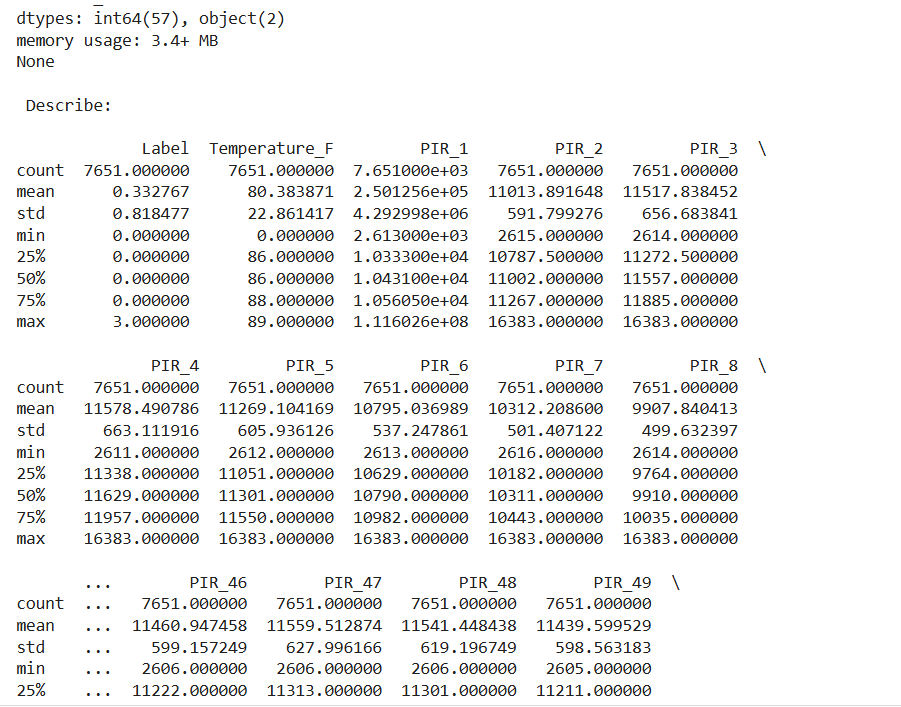 dtypes: int64(57), object(2)
memory usage: 3.4+ MB
None
Describe:
Label Temperature_F PIR_1 PIR_2 PIR_3 \
count 7651.000000 7651.000000 7.651000e+03 7651.000000 7651.000000
mean 0.332767 80.383871 2.501256e+05 11013.891648 11517.838452
std 0.818477 22.861417 4.292998e+06 591.799276 656.683841
min 0.000000 0.000000 2.613000e+03 2615.000000 2614.000000
25% 0.000000 86.000000 1.033300e+04 10787.500000 11272.500000
50% 0.000000 86.000000 1.043100e+04 11002.000000 11557.000000
75% 0.000000 88.000000 1.056050e+04 11267.000000 11885.000000
max 3.000000 89.000000 1.116026e+08 16383.000000 16383.000000
PIR_4 PIR_5 PIR_6 PIR_7 PIR_8 \
count 7651.000000 7651.000000 7651.000000 7651.000000 7651.000000
mean 11578.490786 11269.104169 10795.036989 10312.208600 9907.840413
std 663.111916 605.936126 537.247861 501.407122 499.632397
min 2611.000000 2612.000000 2613.000000 2616.000000 2614.000000
25% 11338.000000 11051.000000 10629.000000 10182.000000 9764.000000
50% 11629.000000 11301.000000 10790.000000 10311.000000 9910.000000
75% 11957.000000 11550.000000 10982.000000 10443.000000 10035.000000
max 16383.000000 16383.000000 16383.000000 16383.000000 16383.000000
... PIR_46 PIR_47 PIR_48 PIR_49 \
count ... 7651.000000 7651.000000 7651.000000 7651.000000
mean ... 11460.947458 11559.512874 11541.448438 11439.599529
std ... 599.157249 627.996166 619.196749 598.563183
min ... 2606.000000 2606.000000 2606.000000 2605.000000
25% ... 11222.000000 11313.000000 11301.000000 11211.000000